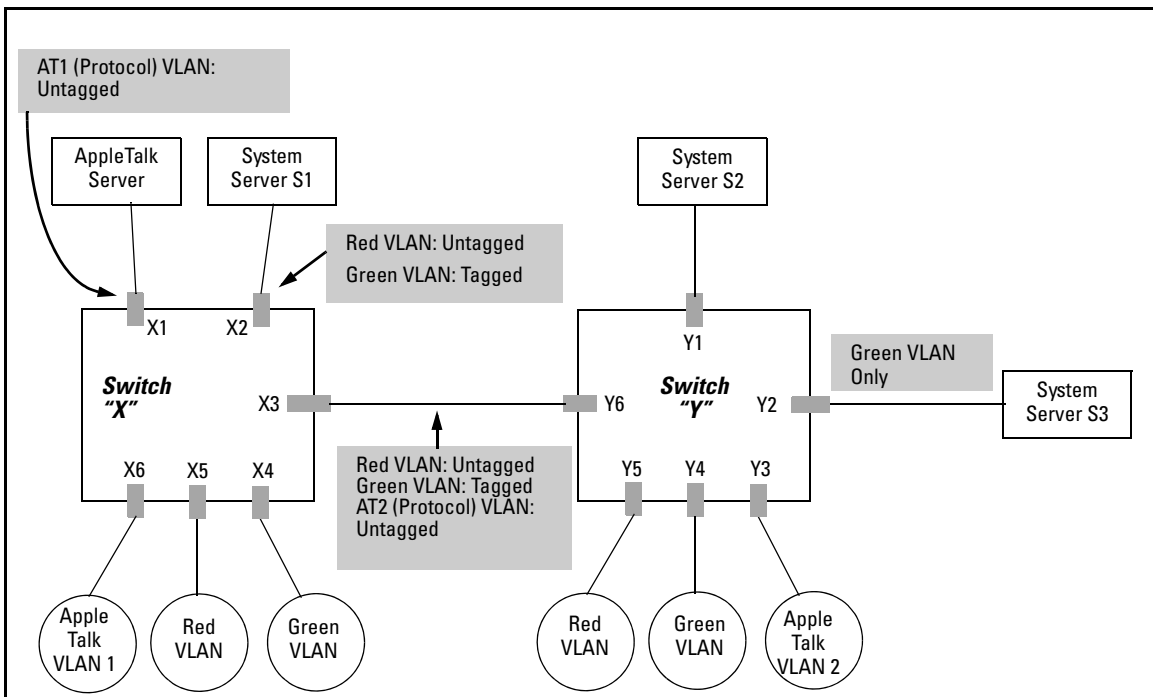 AT1 (Protocol) VLAN:
Untagged
AppleTalk
Server
System
Server S1
System
Server S2
Red VLAN: Untagged
Green VLAN: Tagged
X1
X2
Y1
Switch
"X"
X3
Switch
"Y"
Y6
Y2
Green VLAN
Only
System
Server S3
X6
X5
X4
Red VLAN: Untagged
Green VLAN: Tagged
AT2 (Protocol) VLAN:
Untagged
Y5
Y4
Y3
Apple
Talk
VLAN 1
Red
VLAN
Green
VLAN
Red
VLAN
Green
VLAN
Apple
Talk
VLAN 2